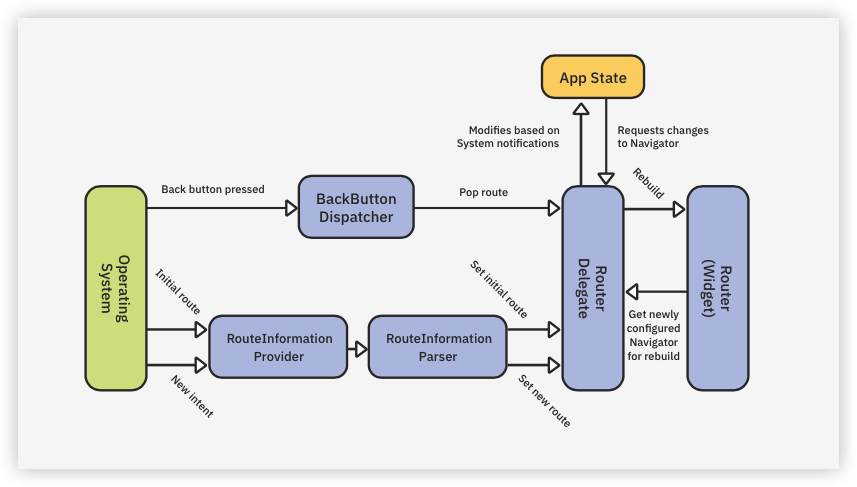 App State
Modifies based on
System notifications
Requests changes
to Navigator
Back button pressed
BackButton
Dispatcher
Pop route
Rebuild
Operating
System
Initial route
Set initial route
Router
Delegate
Router
(Widget)
Get newly
configured
Navigator
for rebuild
RouteInformation
Provider
RouteInformation
Parser
New intent
Set new route